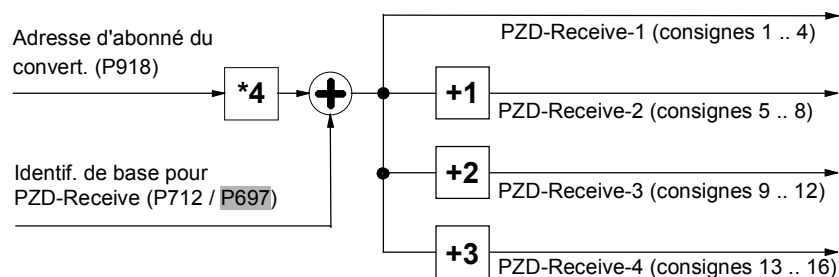 Adresse d'abonné du
convert. (P918)
*4
+
PZD-Receive-1 (consignes 1 .. 4)
+1
PZD-Receive-2 (consignes 5 .. 8)
Identif. de base pour
PZD-Receive (P712 / P697)
+2
PZD-Receive-3 (consignes 9 .. 12)
+3
PZD-Receive-4 (consignes 13 .. 16)